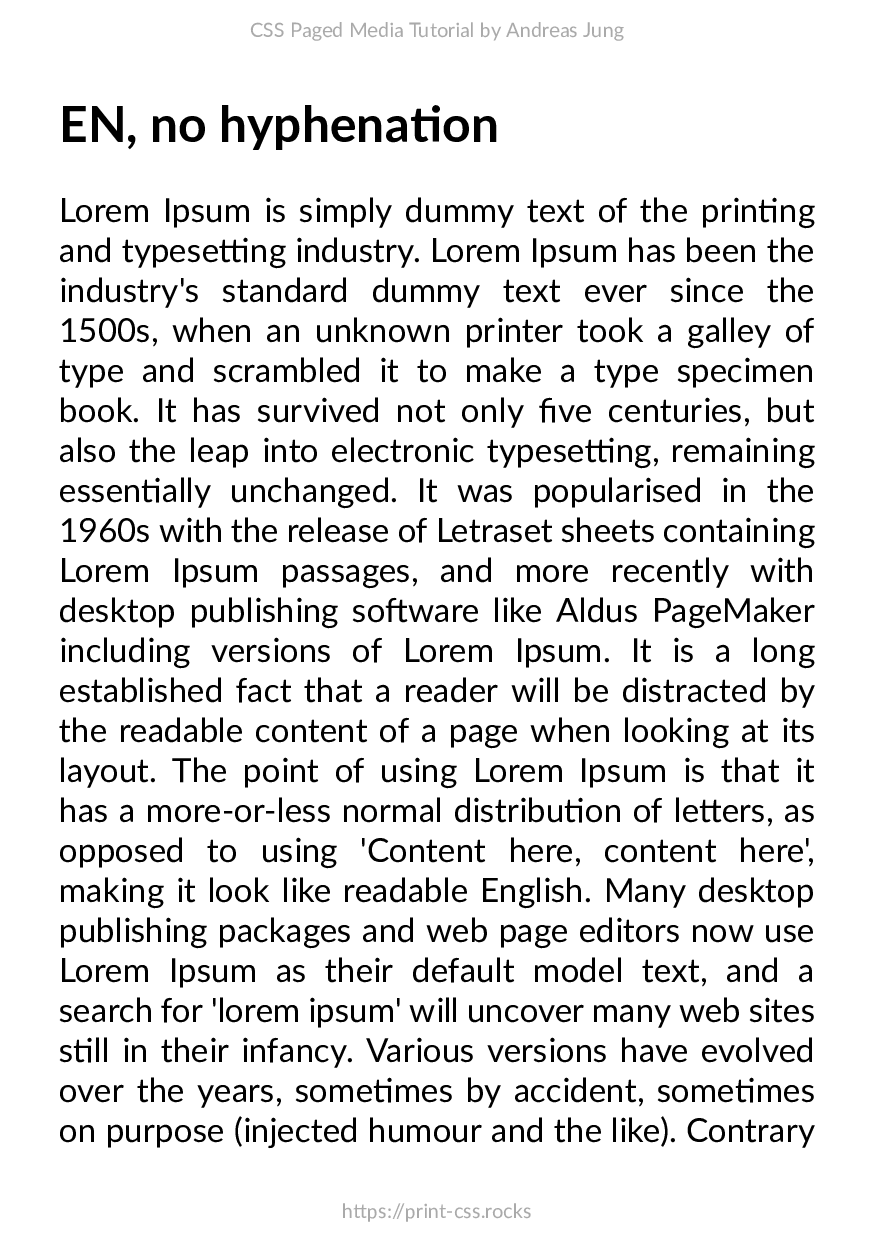 CSS Paged Media Tutorial by Andreas Jung
EN, no hyphenation
Lorem Ipsum is simply dummy text of the printing
and typesetting industry. Lorem Ipsum has been the
industry's standard dummy text ever since the
1500s, when an unknown printer took a galley of
type and scrambled it to make a type specimen
book. It has survived not only five centuries, but
also the leap into electronic typesetting, remaining
essentially unchanged. It was popularised in the
1960s with the release of Letraset sheets containing
Lorem Ipsum passages, and more recently with
desktop publishing software like Aldus PageMaker
including versions of Lorem Ipsum. It is a long
established fact that a reader will be distracted by
the readable content of a page when looking at its
layout. The point of using Lorem Ipsum is that it
has a more-or-less normal distribution of letters, as
opposed to using 'Content here, content here',
making it look like readable English. Many desktop
publishing packages and web page editors now use
Lorem Ipsum as their default model text, and a
search for 'lorem ipsum' will uncover many web sites
still in their infancy. Various versions have evolved
over the years, sometimes by accident, sometimes
on purpose (injected humour and the like). Contrary
https://print-css.rocks